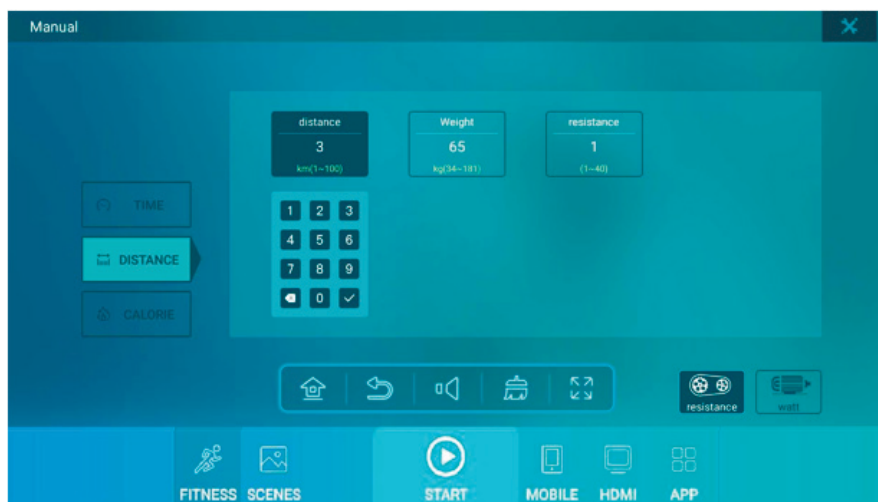 Manual
distance
Weight
resistance
3
65
1
km(1~100)
kg(34~181)
(1~40)
TIME
DISTANCE
CALORIE
1 2 3
4 5 6
7 8 9
0
resistance
watt
FITNESS
SCENES
START
MOBILE
HDMI
APP